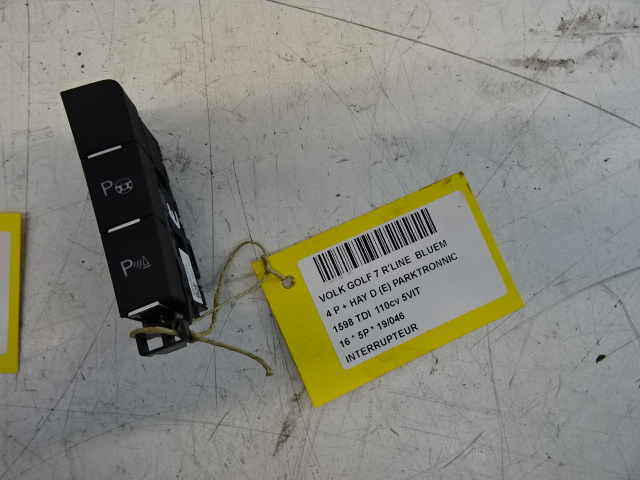 P
P
VOLK GOLF 7 R'LINE BLUEM
4 P + HAY D (E) PARKTRONNIC
1598 TDI 110cv 5VIT
16 * 5P * 19/046
INTERRUPTEUR